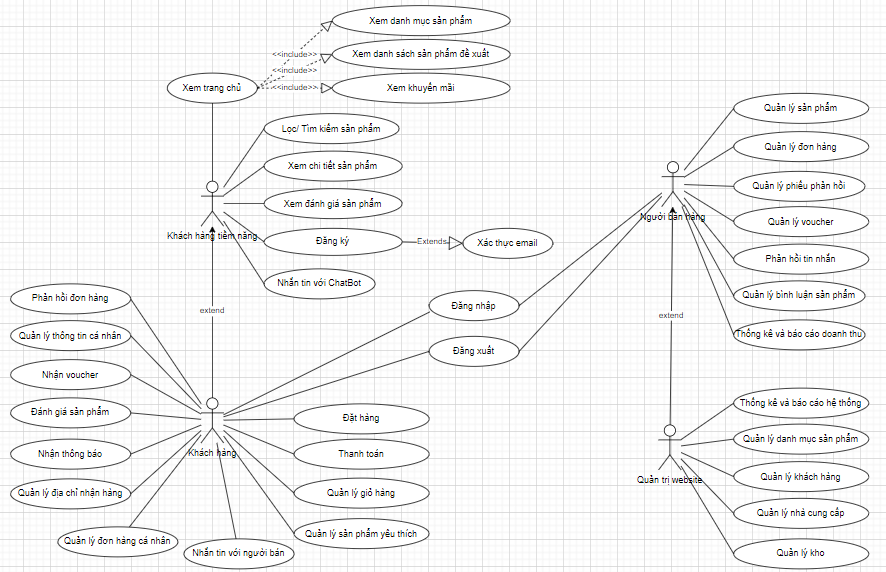 Xem danh mục sản phẩm
<<include>>
Xem danh sách sản phẩm đề xuất
<<include>>
Xem trang chủ
<<include>>
Xem khuyến mãi
Lọc/ Tìm kiếm sản phẩm
Xem chi tiết sản phẩm
Xem đánh giá sản phẩm
Khách hàng tiềm năng
Đăng ký
Extends
Xác thực email
Nhắn tin với ChatBot
Quản lý sản phẩm
Quản lý đơn hàng
Quản lý phiếu phản hồi
Người bán hàng
Quản lý voucher
Phản hồi tin nhắn
Quản lý bình luận sản phẩm
Thống kê và báo cáo doanh thu
extend
extend
Đăng nhập
Đăng xuất
Phản hồi đơn hàng
Quản lý thông tin cá nhân
Nhận voucher
Đánh giá sản phẩm
Nhận thông báo
Quản lý địa chỉ nhận hàng
Quản lý đơn hàng cá nhân
Nhắn tin với người bán
Khách hàng
Đặt hàng
Thanh toán
Quản lý giỏ hàng
Quản lý sản phẩm yêu thích
Quản trị website
Thống kê và báo cáo hệ thống
Quản lý danh mục sản phẩm
Quản lý khách hàng
Quản lý nhà cung cấp
Quản lý kho